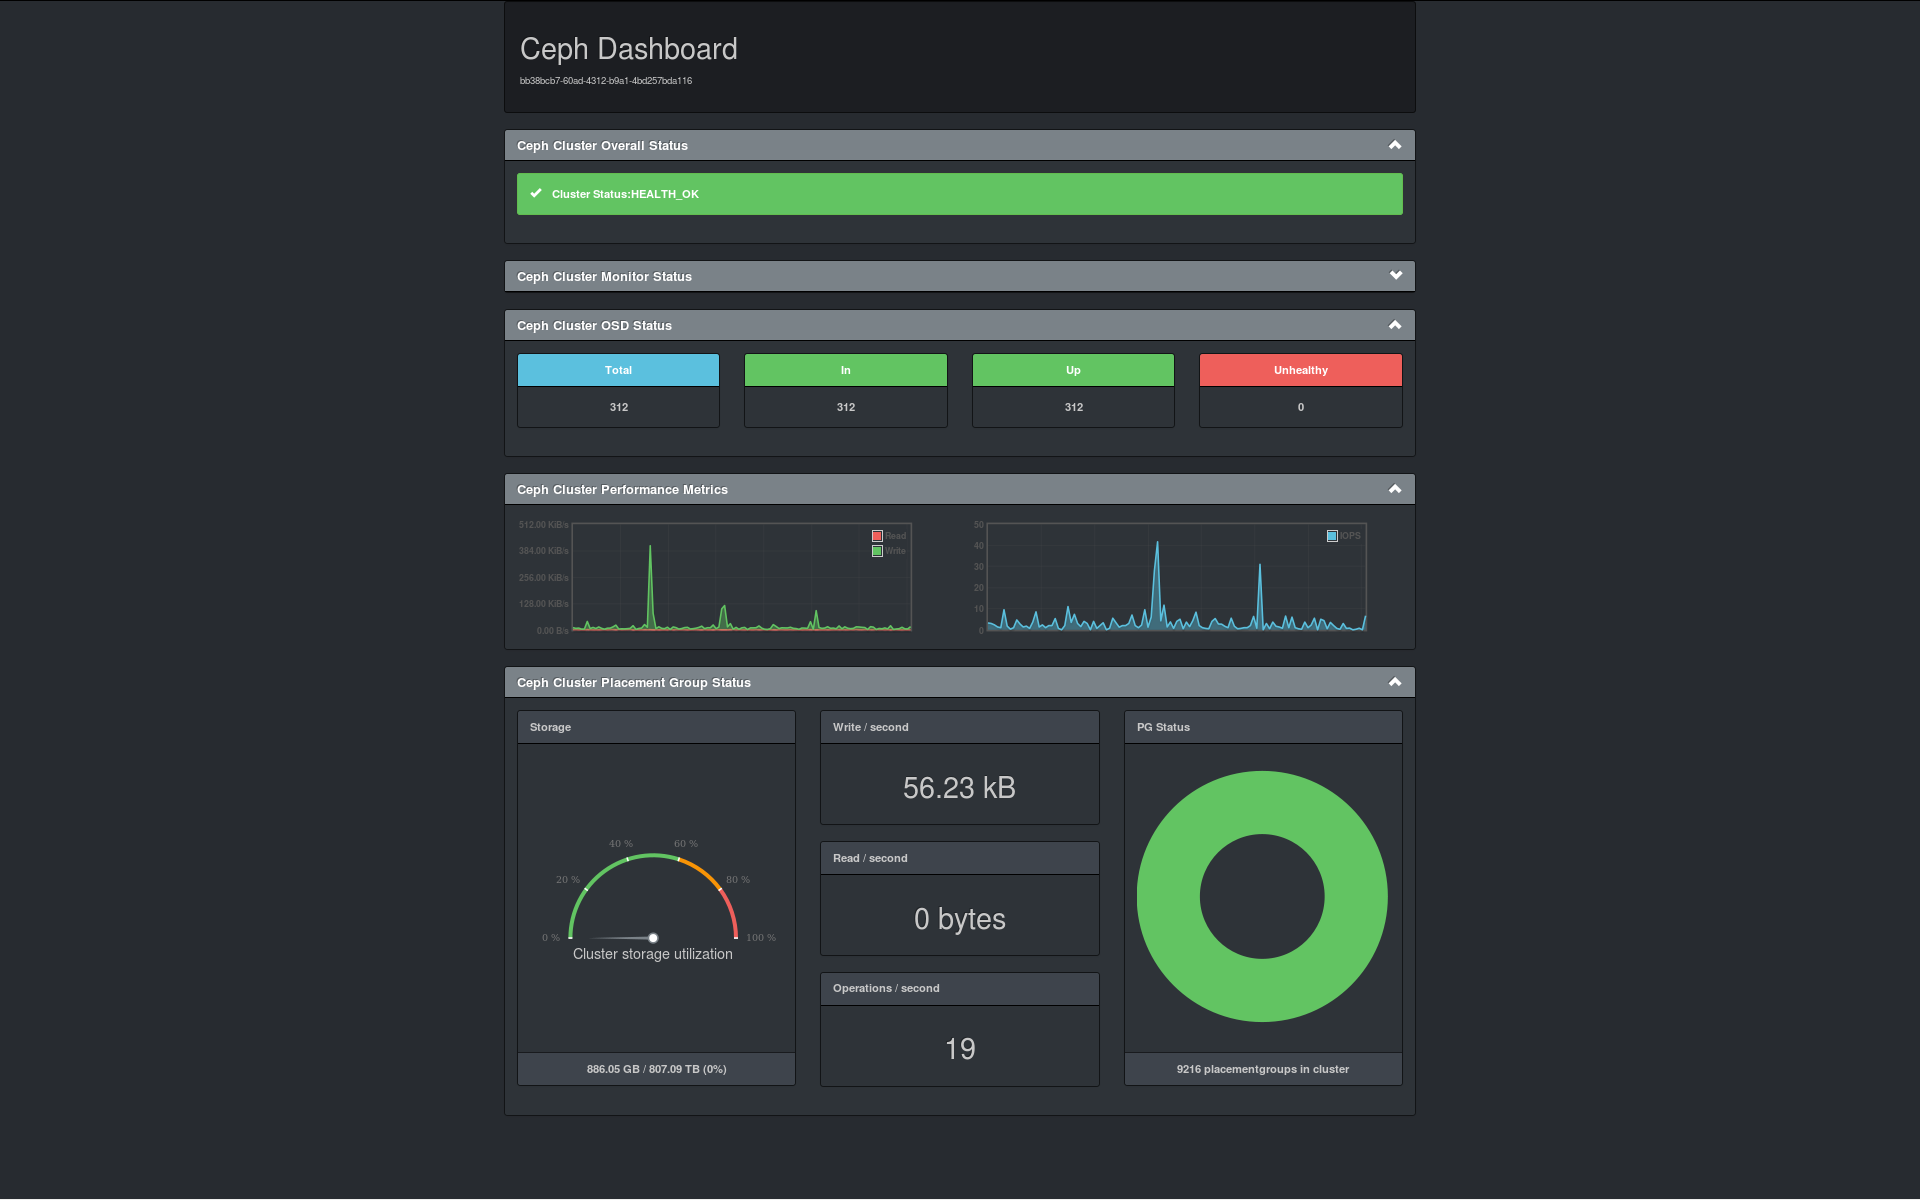 Ceph Dashboard
bb38bcb7-60ad-4312-b9a1-4bd257bda116
Ceph Cluster Overall Status
Cluster Status:HEALTH_OK
Ceph Cluster Monitor Status
Ceph Cluster OSD Status
Total
312
In
312
Up
312
Unhealthy
0
Ceph Cluster Performance Metrics
512.00 KiB/s
384.00 KiB/s
256.00 KiB/s
128.00 KiB/s
0.00 B/s
Read
Write
50
40
30
20
10
0
IOPS
Ceph Cluster Placement Group Status
Storage
0 %
20 %
40 %
60 %
80 %
100 %
Cluster storage utilization
886.05 GB / 807.09 TB (0%)
Write / second
56.23 kB
Read / second
0 bytes
Operations / second
19
PG Status
9216 placementgroups in cluster